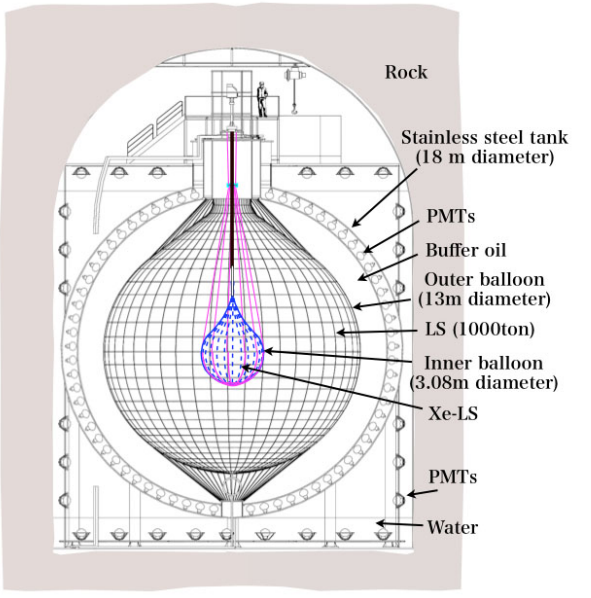 Rock
Stainless steel tank
(18 m diameter)
PMTs
Buffer oil
Outer balloon
(13m diameter)
LS (1000ton)
Inner balloon
(3.08m diameter)
Xe-LS
PMTs
Water